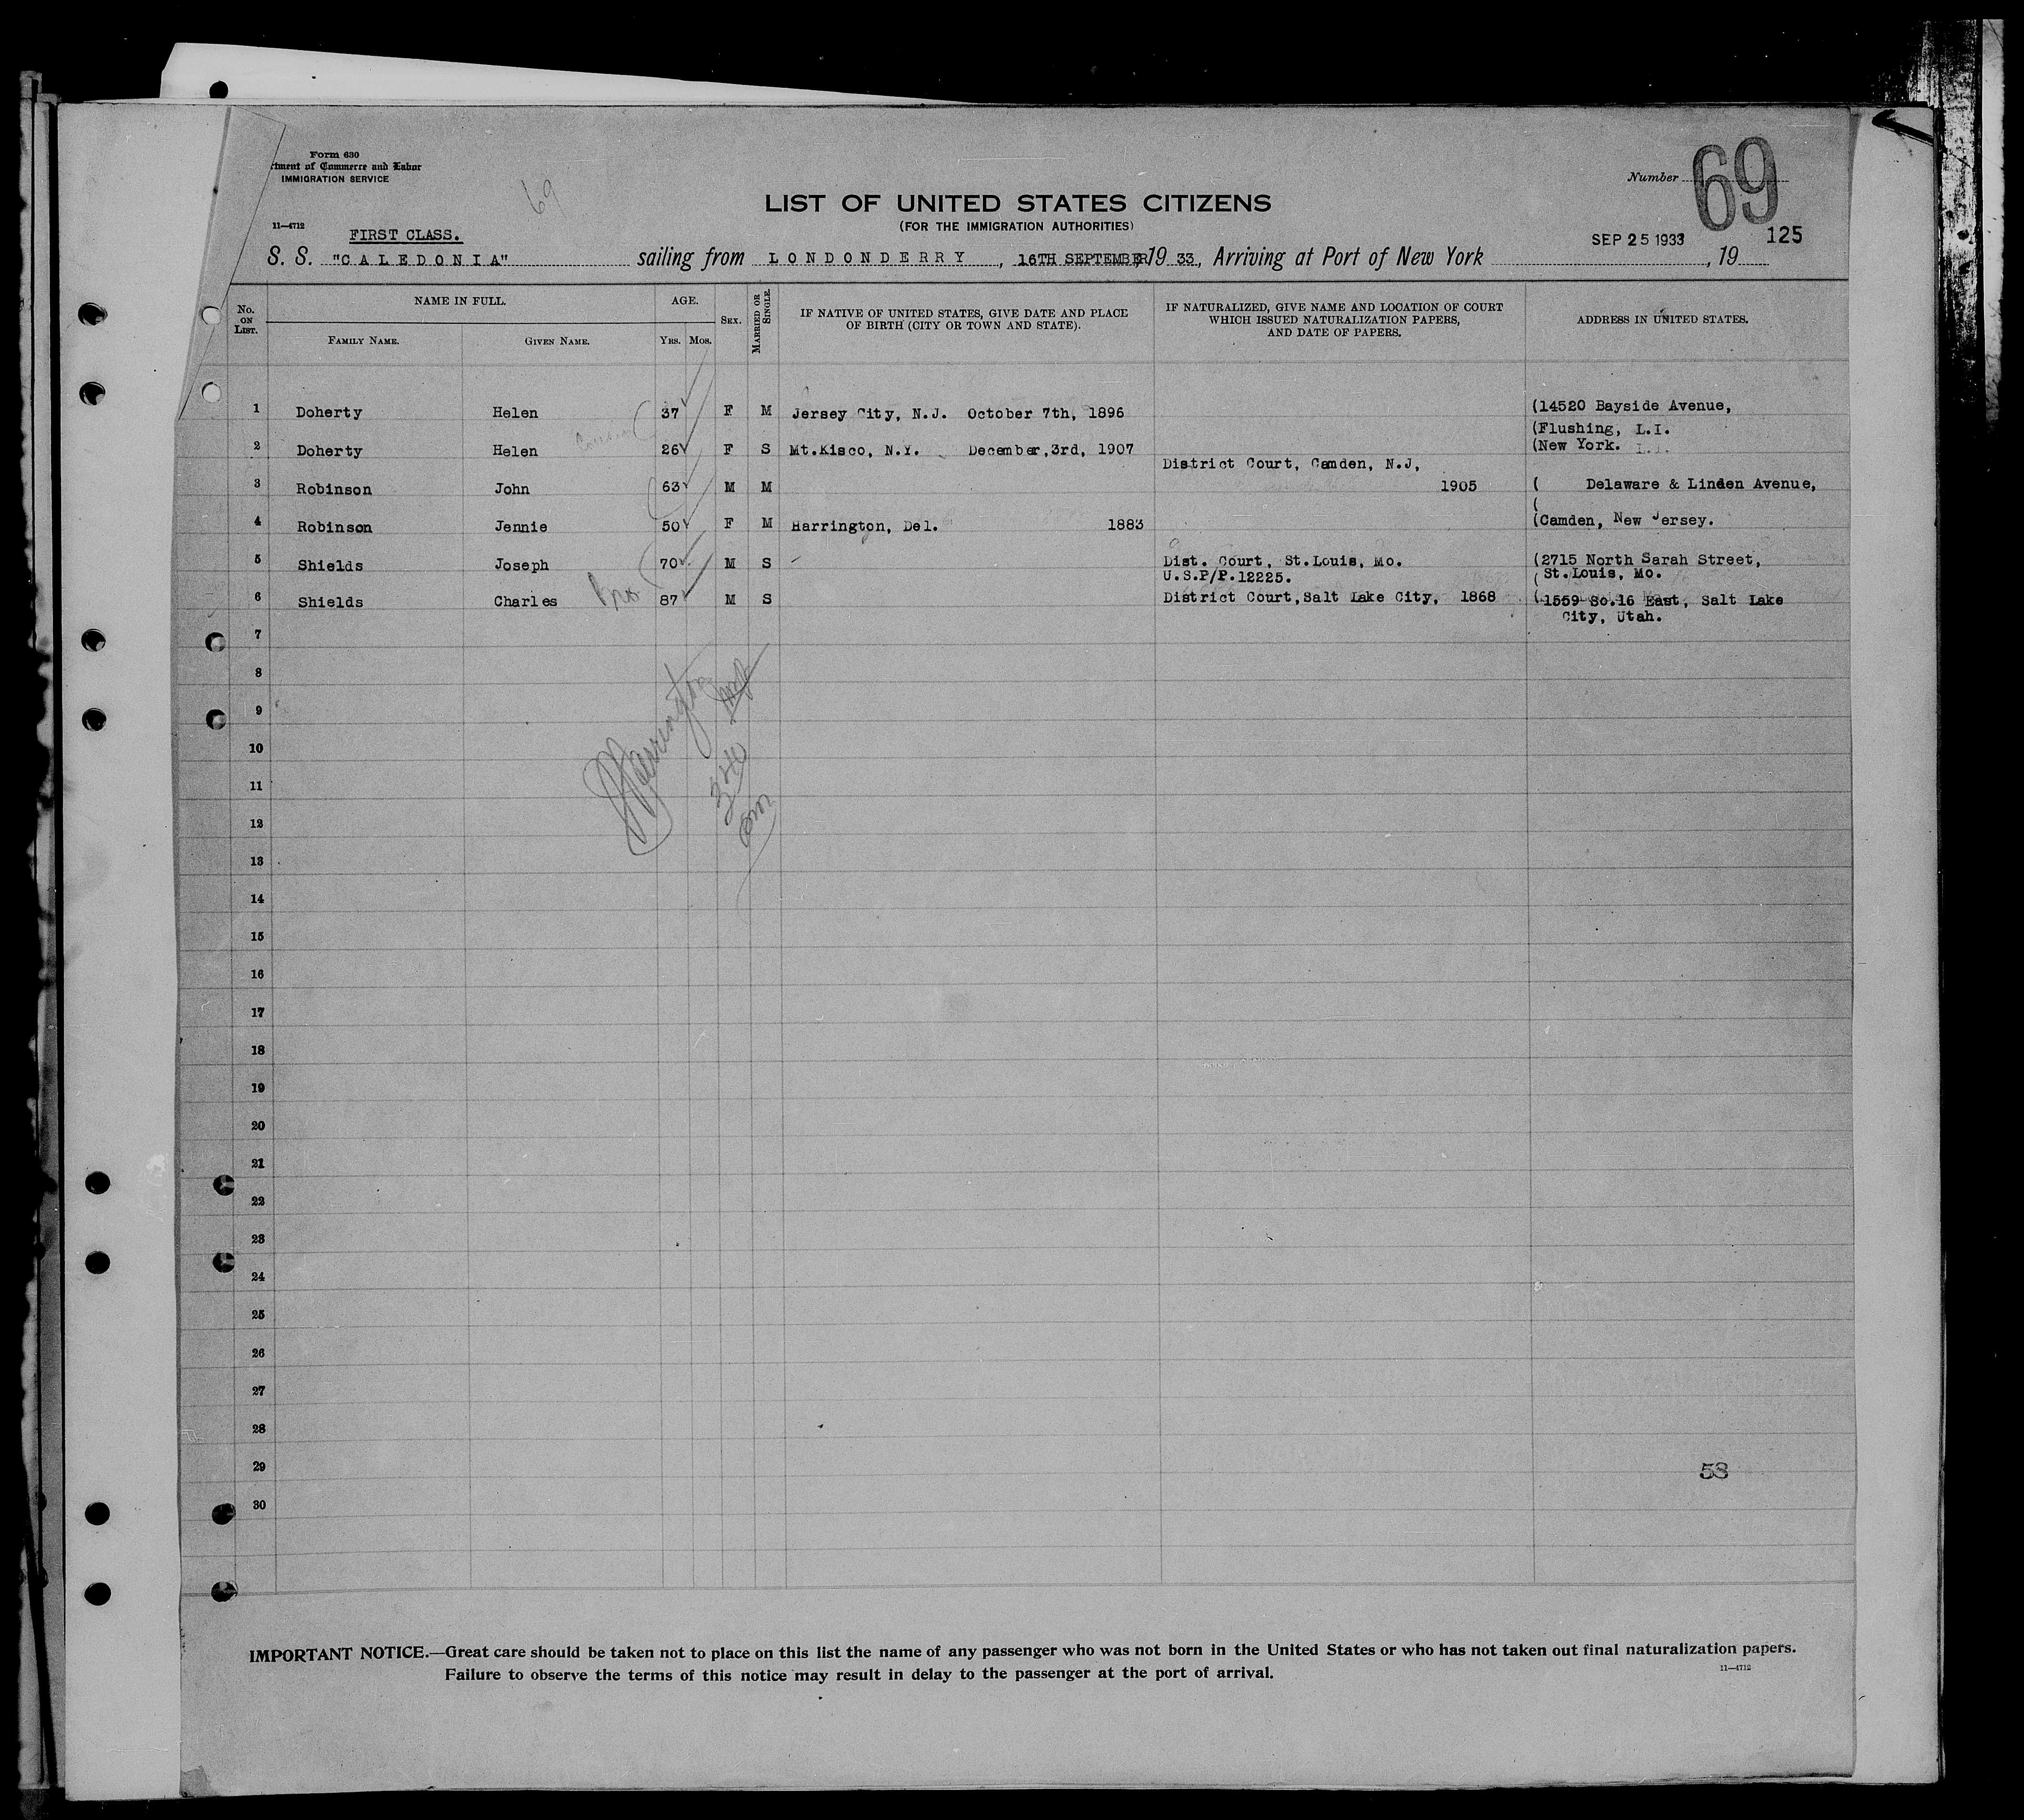 Form 630
rtment of Commerce and Labor
IMMIGRATION SERVICE
69
Number
69
LIST OF UNITED STATES CITIZENS
(FOR THE IMMIGRATION AUTHORITIES)
11—4712
FIRST CLASS.
SEP 25 1933
125
S. S. "CALEDONIA" sailing from LONDONDERRY, 16TH SEPTEMBER, 19 33, Arriving at Port of New York , 19
No. ON LIST.
NAME IN FULL.
AGE.
SEX.
MARRIED OR SINGLE.
IF NATIVE OF UNITED STATES, GIVE DATE AND PLACE
OF BIRTH (CITY OR TOWN AND STATE).
IF NATURALIZED, GIVE NAME AND LOCATION OF COURT
WHICH ISSUED NATURALIZATION PAPERS,
AND DATE OF PAPERS.
ADDRESS IN UNITED STATES.
FAMILY NAME. GIVEN NAME. YRS. MOS.
1 Doherty Helen 37 F M Jersey City, N.J. October 7th, 1896 (14520 Bayside Avenue,
(Flushing, L.I.
2 Doherty Helen Cousin 26 F S Mt.Kisco, N.Y. December,3rd, 1907 (New York. L.I.
District Court, Camden, N.J,
3 Robinson John 63 M M 1905 ( Delaware & Linden Avenue,
(
4 Robinson Jennie 50 F M Harrington, Del. 1883 (Camden, New Jersey.
5 Shields Joseph 70 M S - Dist. Court, St.Louis, Mo. (2715 North Sarah Street,
U.S.P/P.12225. (St.Louis, Mo.
6 Shields Charles Bro 87 M S District Court,Salt Lake City, 1868 (1559 So.16 East, Salt Lake
City, Utah.
7
8
9
10
11
12
13
14
15
16
17
18
19
20
21
22
23
24
25
26
27
28
29
30
Harrington
340
pm
58
IMPORTANT NOTICE.—Great care should be taken not to place on this list the name of any passenger who was not born in the United States or who has not taken out final naturalization papers.
Failure to observe the terms of this notice may result in delay to the passenger at the port of arrival.
11—4712